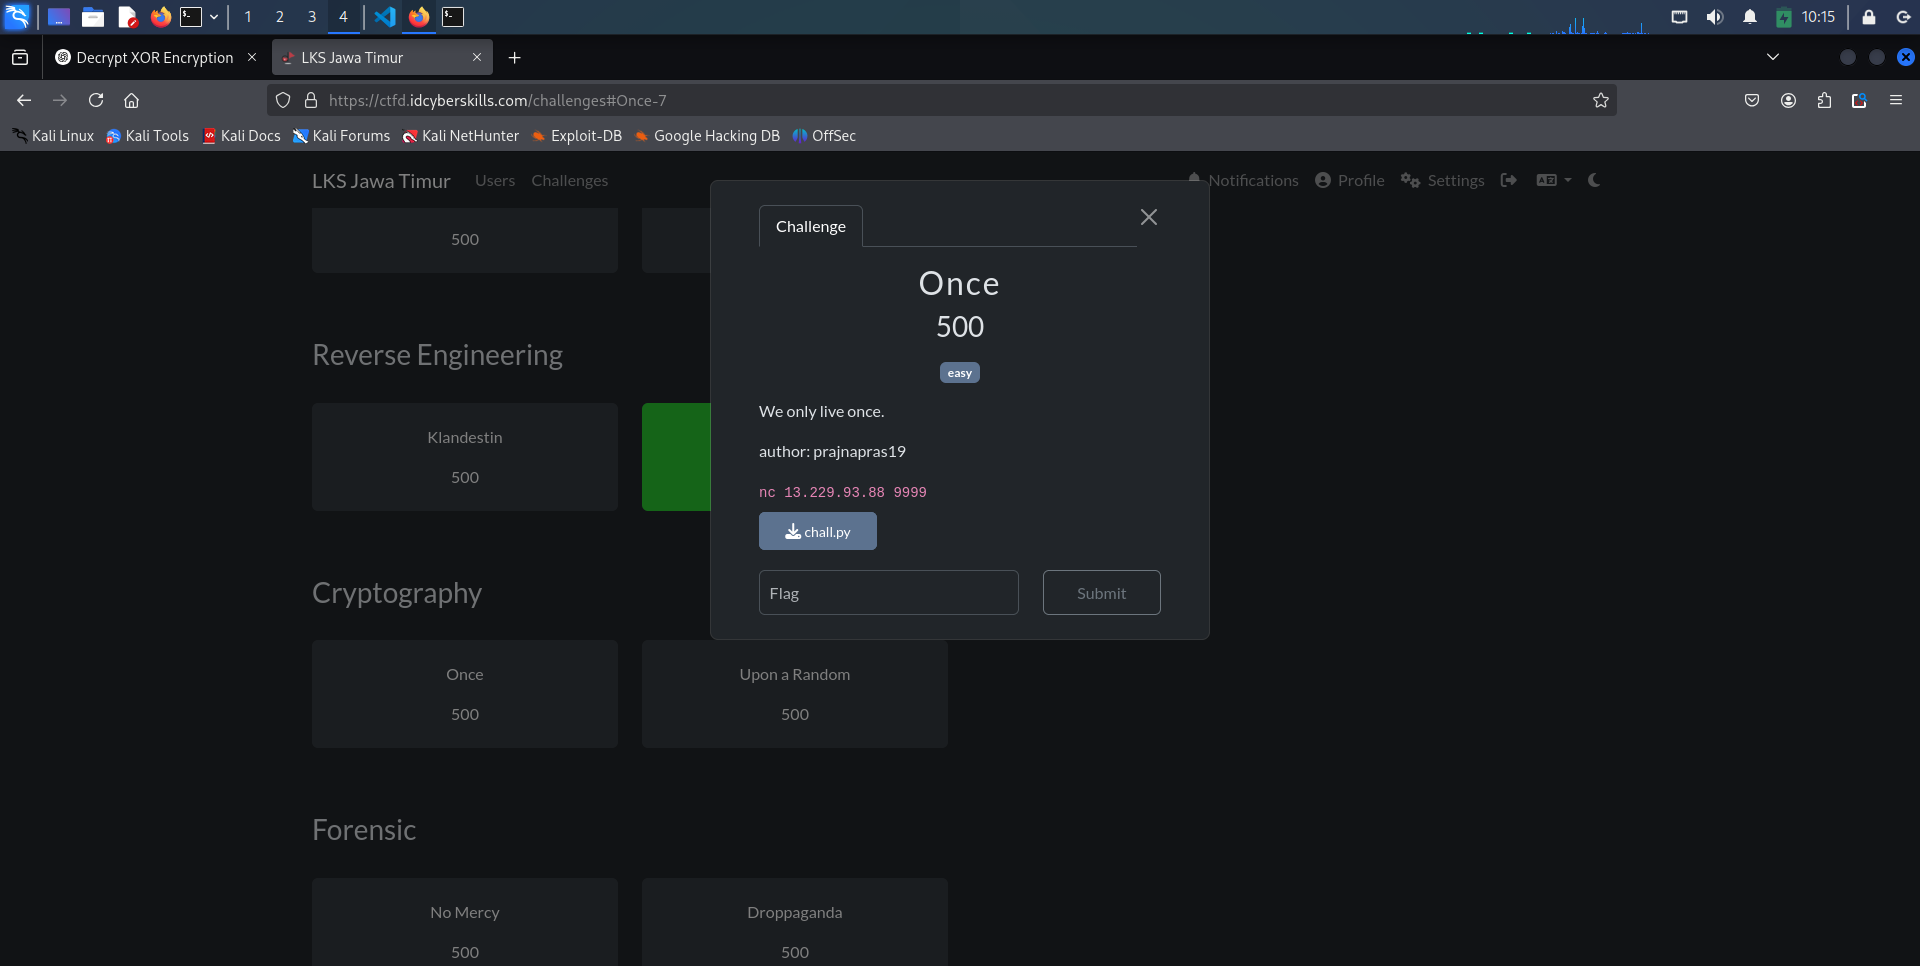 1 2 3 4 10:15
Decrypt XOR Encryption LKS Jawa Timur
https://ctfd.idcyberskills.com/challenges#Once-7
Kali Linux Kali Tools Kali Docs Kali Forums Kali NetHunter Exploit-DB Google Hacking DB OffSec
LKS Jawa Timur Users Challenges Notifications Profile Settings
Challenge
500
Once
500
easy
Reverse Engineering
We only live once.
author: prajnapras19
Klandestin
500
nc 13.229.93.88 9999
chall.py
Flag Submit
Cryptography
Once Upon a Random
500 500
Forensic
No Mercy Droppaganda
500 500